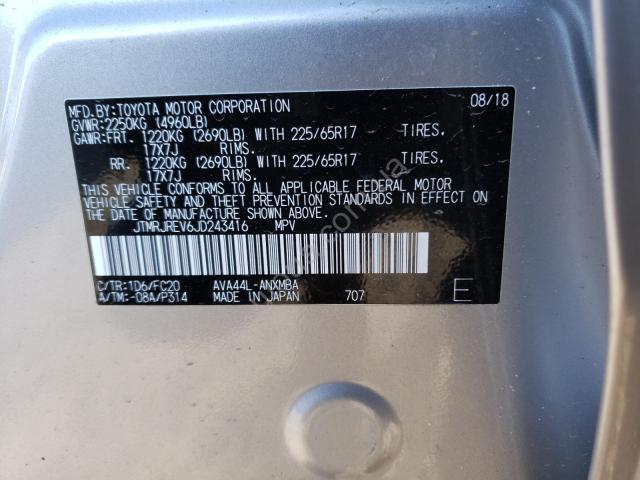 MFD.BY:TOYOTA MOTOR CORPORATION 08/18
GVWR:2250KG (4960LB)
GAWR:FRT. 1220KG (2690LB) WITH 225/65R17 TIRES.
17X7J RIMS.
RR. 1220KG (2690LB) WITH 225/65R17 TIRES.
17X7J RIMS.
THIS VEHICLE CONFORMS TO ALL APPLICABLE FEDERAL MOTOR
VEHICLE SAFETY AND THEFT PREVENTION STANDARDS IN EFFECT ON
THE DATE OF MANUFACTURE SHOWN ABOVE.
JTMRJREV6JD243416 MPV
C/TR:1D6/FC20 AVA44L-ANXMBA
A/TM:-08A/P314 MADE IN JAPAN 707 E